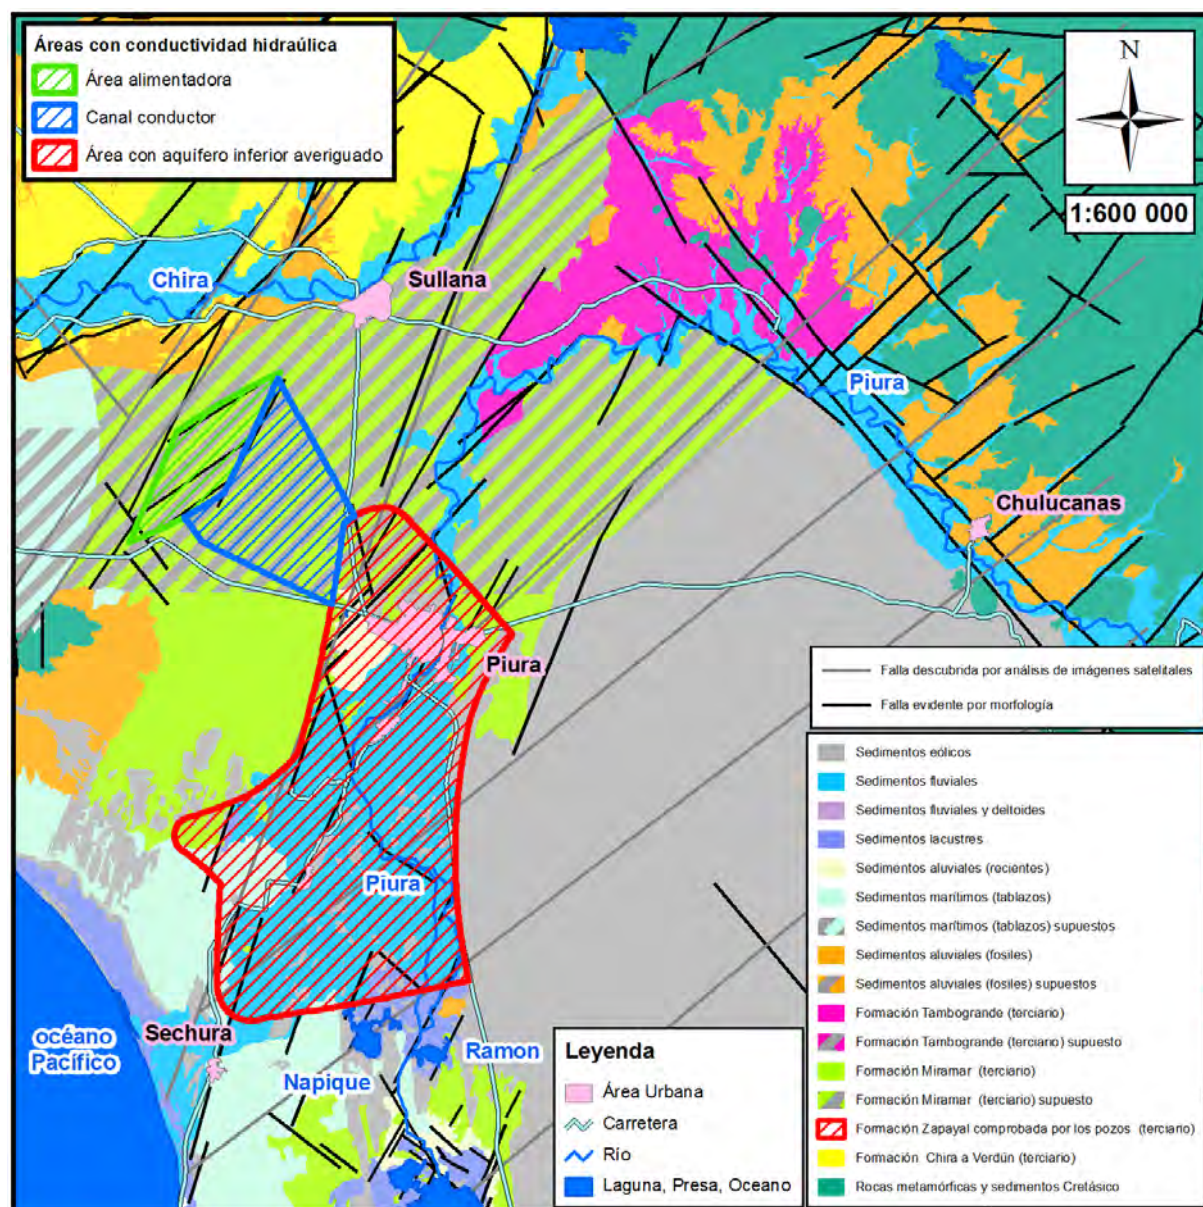 Áreas con conductividad hidraúlica
Área alimentadora
Canal conductor
Área con aquífero inferior averiguado
N
1:600 000
Chira
Sullana
Piura
Chulucanas
Piura
Piura
Sechura
océano
Pacífico
Napique
Ramon
Falla descubrida por análisis de imágenes satelitales
Falla evidente por morfología
Leyenda
Área Urbana
Carretera
Río
Laguna, Presa, Oceano
Sedimentos eólicos
Sedimentos fluviales
Sedimentos fluviales y deltoides
Sedimentos lacustres
Sedimentos aluviales (recientes)
Sedimentos marítimos (tablazos)
Sedimentos marítimos (tablazos) supuestos
Sedimentos aluviales (fosiles)
Sedimentos aluviales (fosiles) supuestos
Formación Tambogrande (terciario)
Formación Tambogrande (terciario) supuesto
Formación Miramar (terciario)
Formación Miramar (terciario) supuesto
Formación Zapayal comprobada por los pozos (terciario)
Formación Chira a Verdún (terciario)
Rocas metamórficas y sedimentos Cretásico